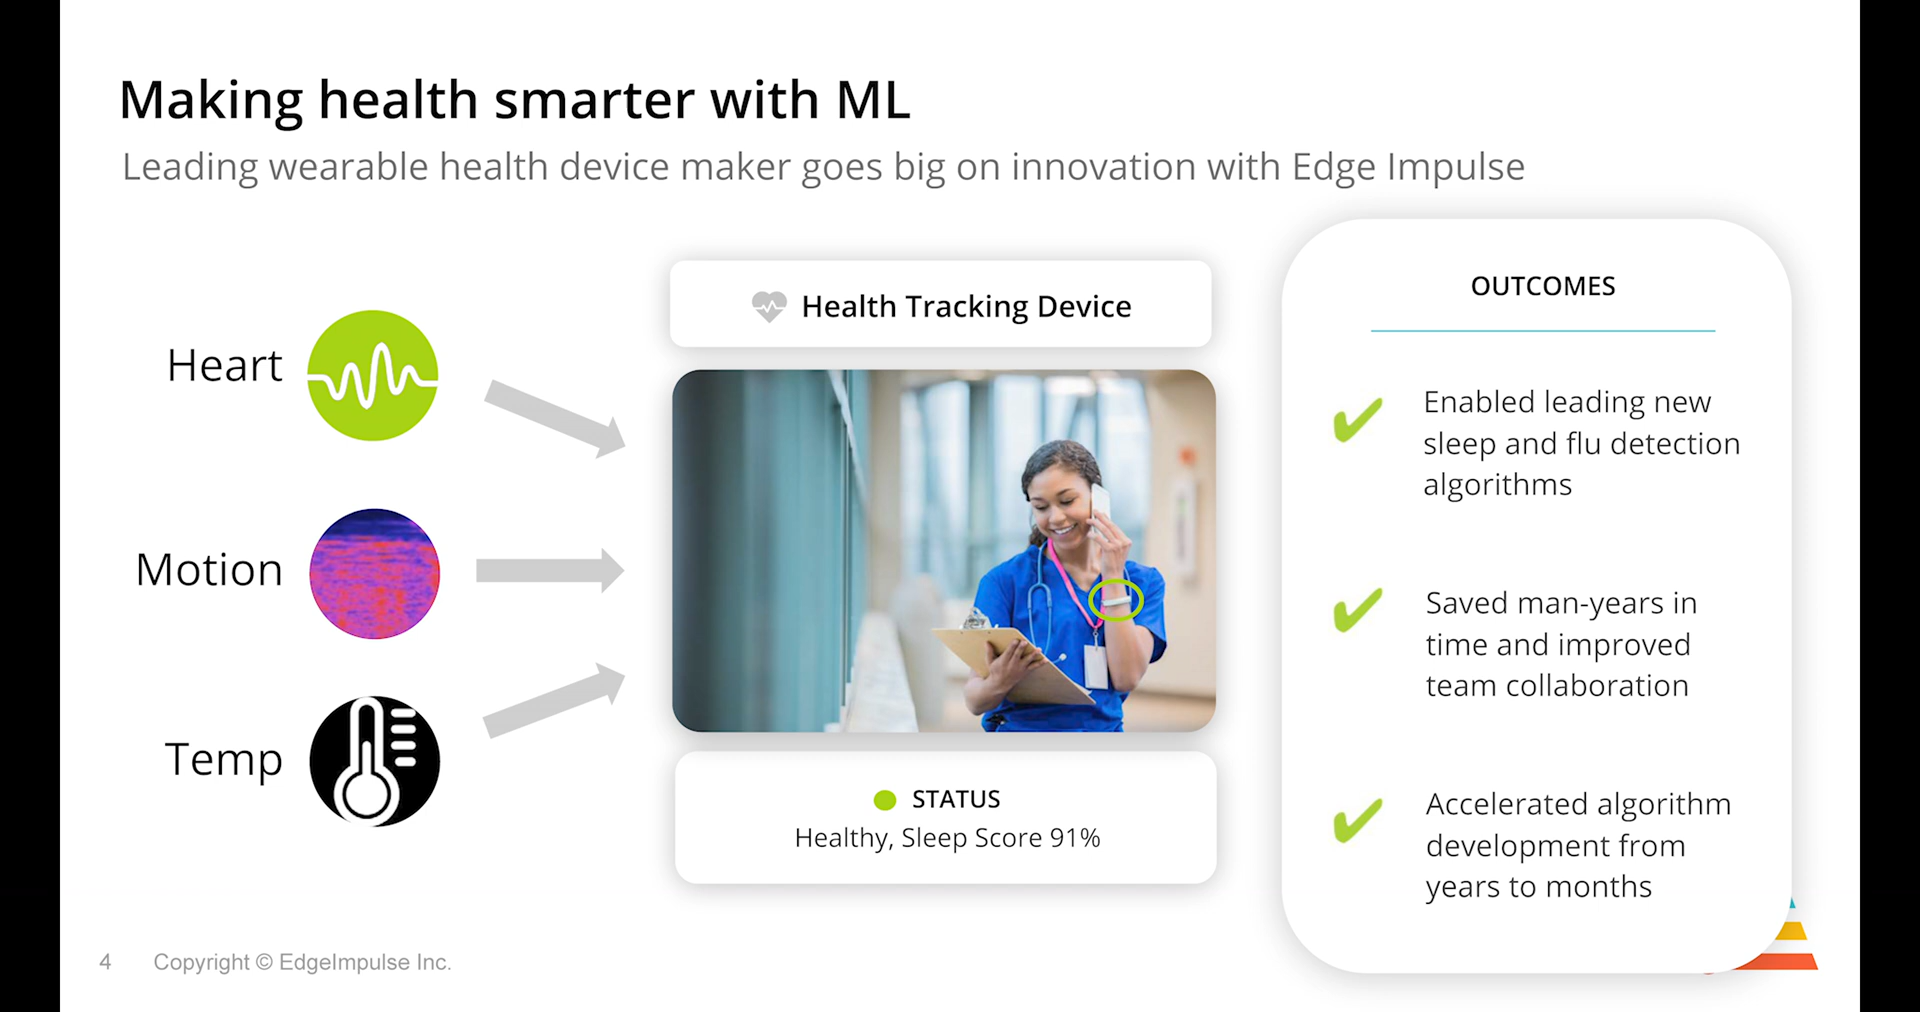 Making health smarter with ML
Leading wearable health device maker goes big on innovation with Edge Impulse
Heart
Motion
Temp
Health Tracking Device
STATUS
Healthy, Sleep Score 91%
OUTCOMES
Enabled leading new
sleep and flu detection
algorithms
Saved man-years in
time and improved
team collaboration
Accelerated algorithm
development from
years to months
4 Copyright © EdgeImpulse Inc.